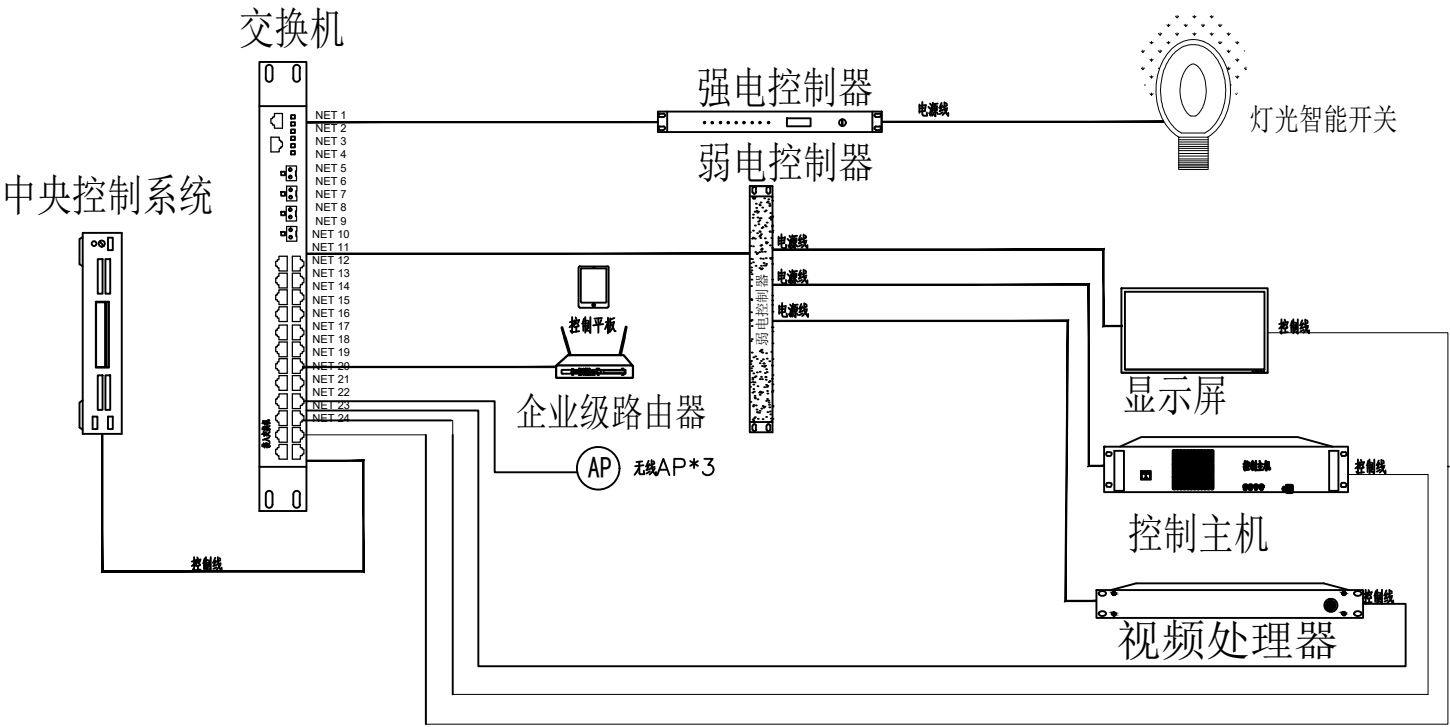 交换机
NET 1
NET 2
NET 3
NET 4
NET 5
NET 6
NET 7
NET 8
NET 9
NET 10
NET 11
NET 12
NET 13
NET 14
NET 15
NET 16
NET 17
NET 18
NET 19
NET 20
NET 21
NET 22
NET 23
NET 24
中央控制系统
控制线
强电控制器
电源线
灯光智能开关
弱电控制器
弱电控制器
电源线
电源线
电源线
控制平板
企业级路由器
AP
无线AP*3
控制线
显示屏
控制主机
控制线
控制主机
控制线
视频处理器